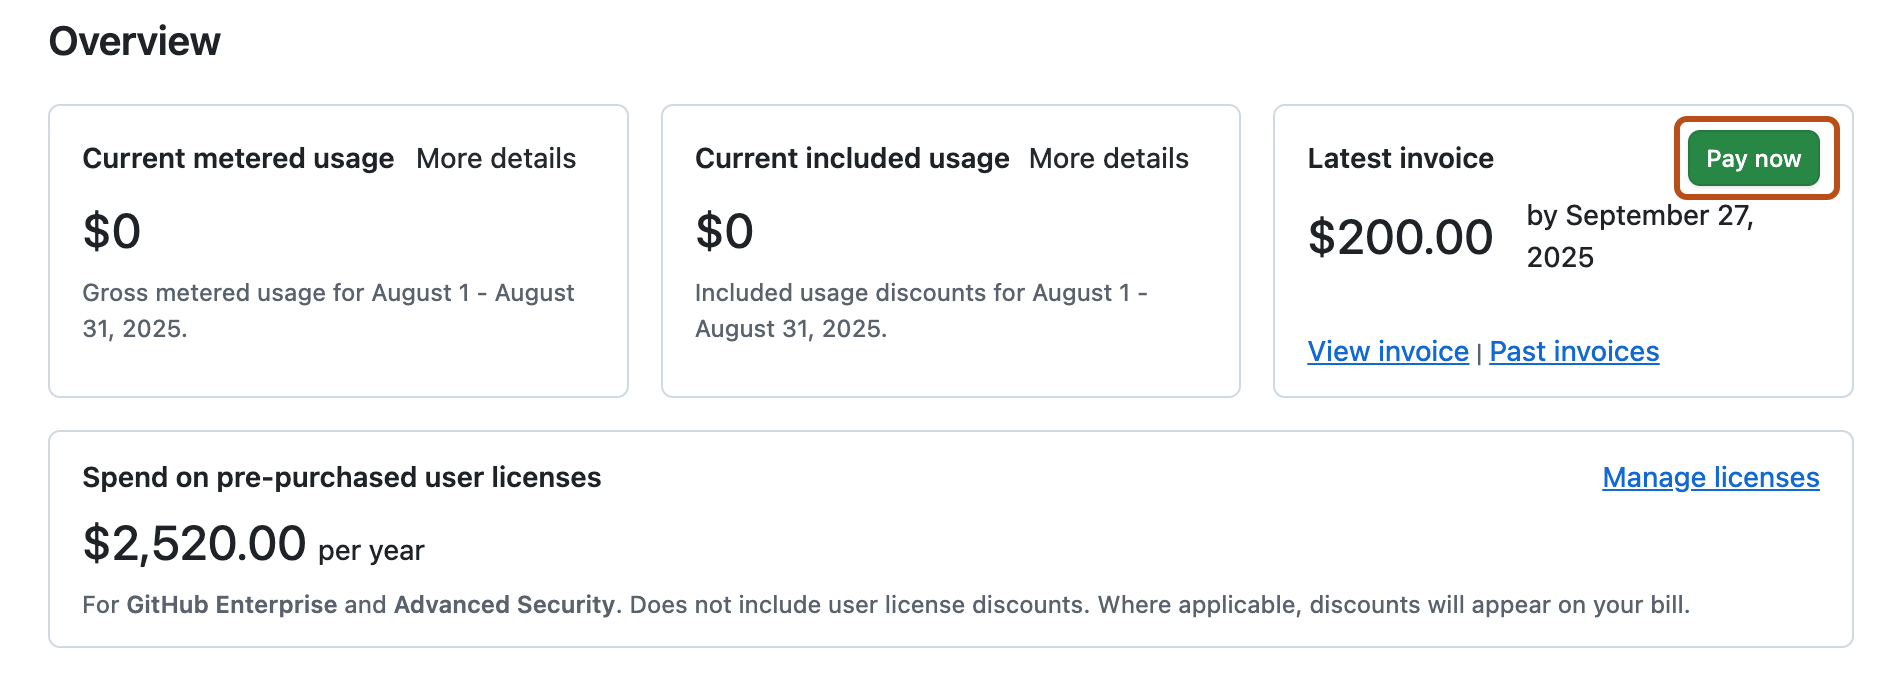 Overview
Current metered usage More details
$0
Gross metered usage for August 1 - August
31, 2025.
Current included usage More details
$0
Included usage discounts for August 1 -
August 31, 2025.
Latest invoice
Pay now
$200.00
by September 27,
2025
View invoice | Past invoices
Spend on pre-purchased user licenses
Manage licenses
$2,520.00 per year
For GitHub Enterprise and Advanced Security. Does not include user license discounts. Where applicable, discounts will appear on your bill.